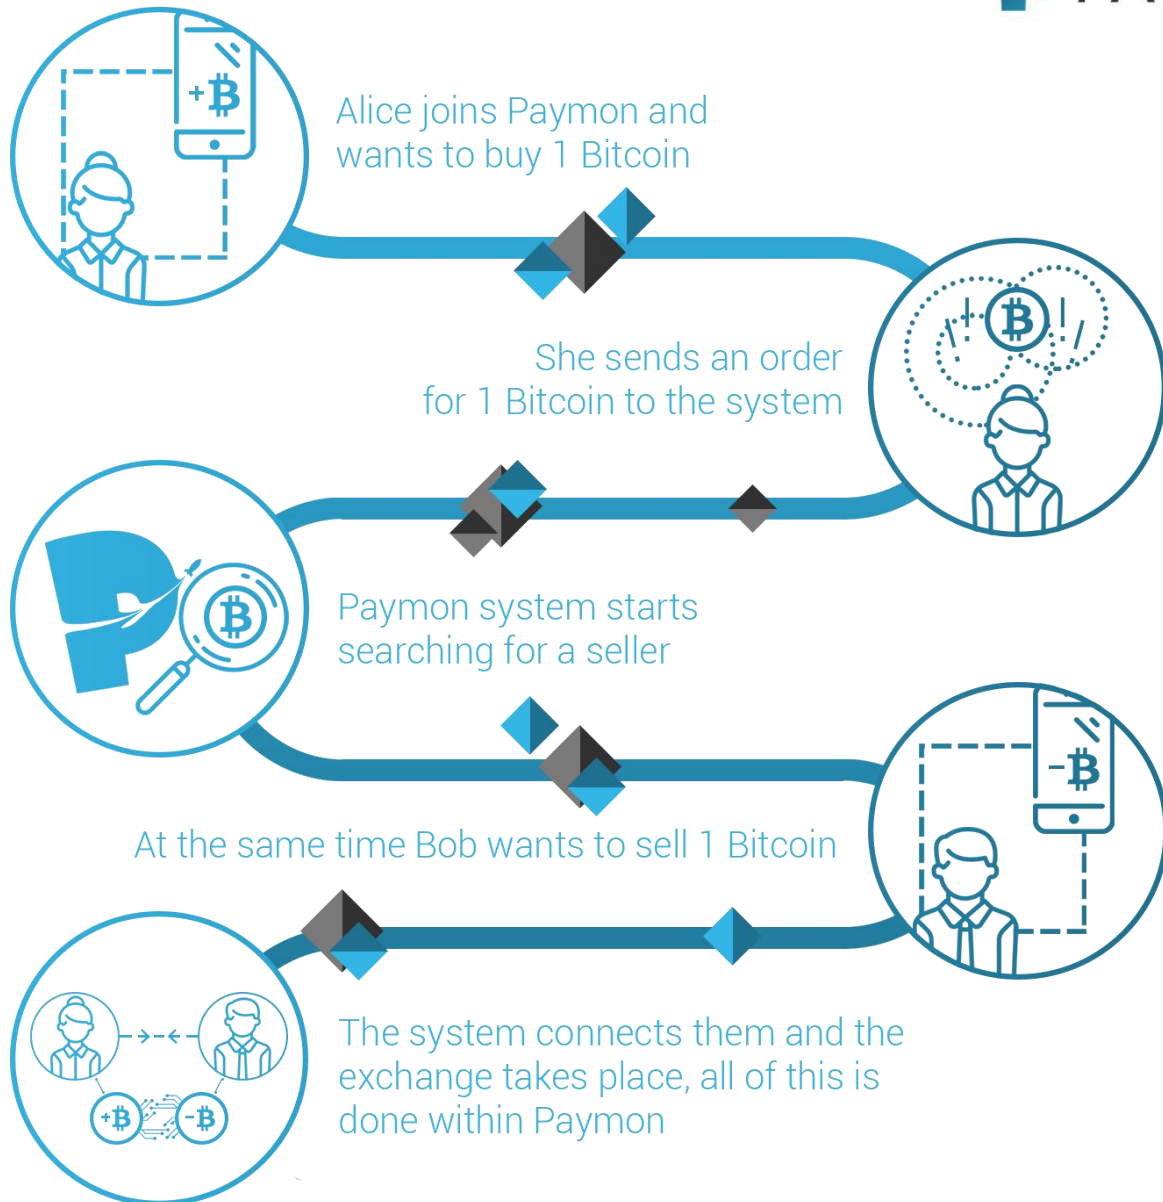 Alice joins Paymon and
wants to buy 1 Bitcoin
She sends an order
for 1 Bitcoin to the system
Paymon system starts
searching for a seller
At the same time Bob wants to sell 1 Bitcoin
The system connects them and the
exchange takes place, all of this is
done within Paymon